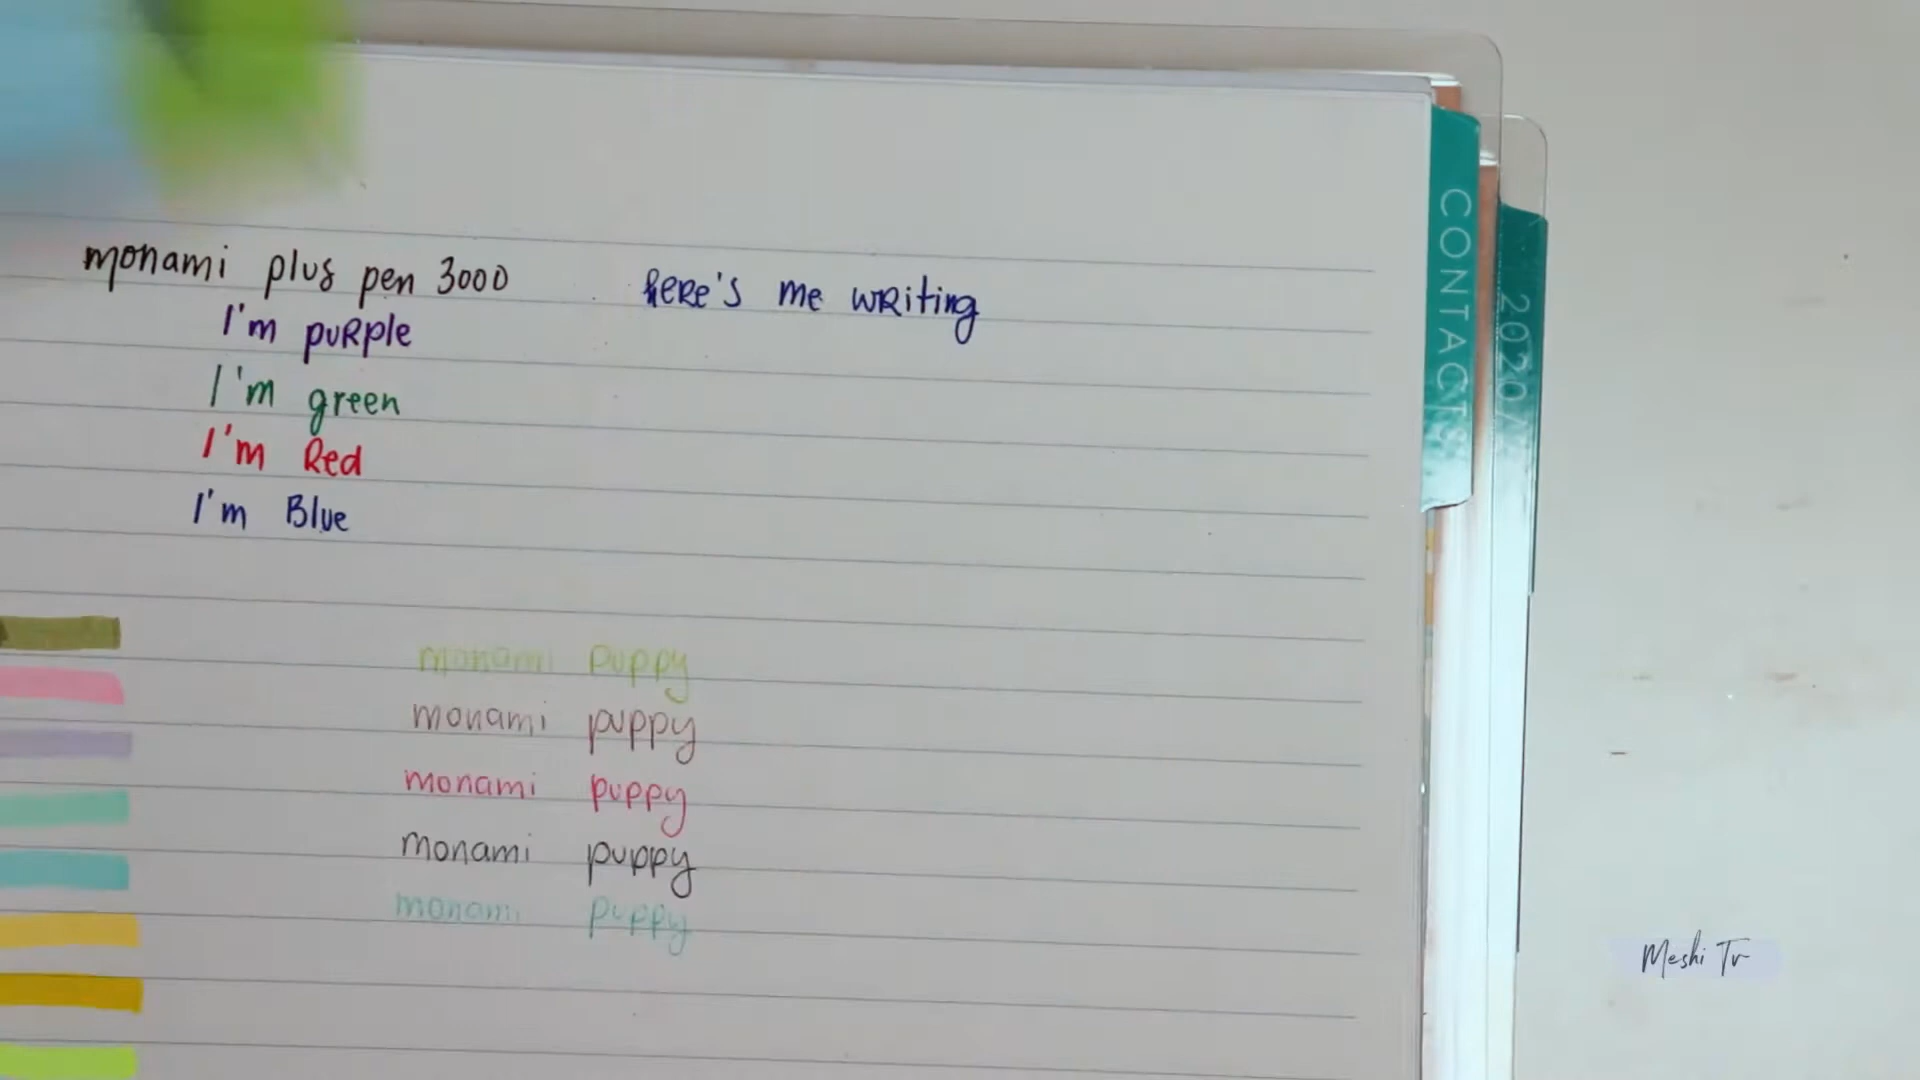 monami plus pen 3000
here's me writing
I'm purple
I'm green
I'm Red
I'm Blue
monami puppy
monami puppy
monami puppy
monami puppy
monami puppy
CONTACTS
2020
Meshi Tv